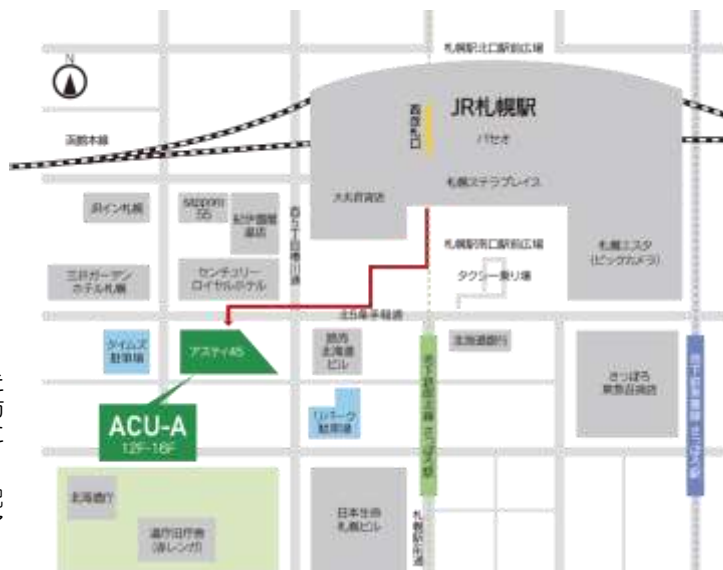 札幌駅北口駅前広場
N
JR札幌駅
西改札口
パセオ
函館本線
札幌ステラプレイス
大丸百貨店
JRイン札幌
sapporo
55
紀伊國屋
書店
西5丁目樽川通
札幌駅南口駅前広場
札幌エスタ
(ビックカメラ)
三井ガーデン
ホテル札幌
センチュリー
ロイヤルホテル
タクシー乗り場
北5条手稲通
タイムズ
駐車場
アスティ45
読売
北海道
ビル
北海道銀行
地下鉄南北線 さっぽろ駅
さっぽろ
東急百貨店
地下鉄東豊線 さっぽろ駅
ACU-A
12F-16F
リパーク
駐車場
北海道庁
道庁旧庁舎
(赤レンガ)
日本生命
札幌ビル
札幌駅前通